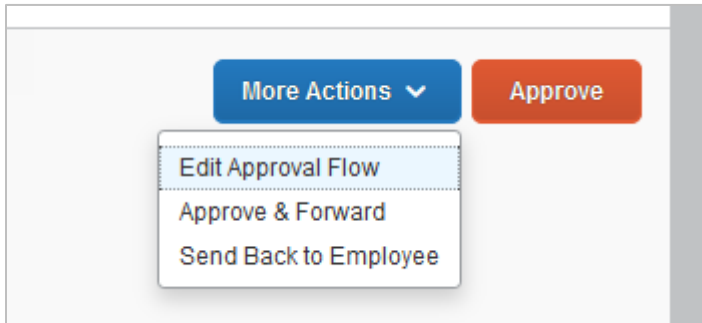 More Actions
Approve
Edit Approval Flow
Approve & Forward
Send Back to Employee